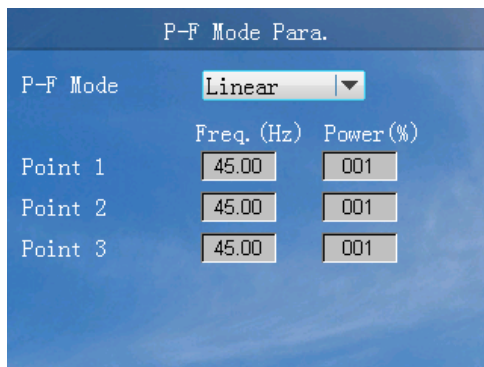 P-F Mode Para.
P-F Mode Linear
Freq.(Hz) Power(%)
Point 1 45.00 001
Point 2 45.00 001
Point 3 45.00 001